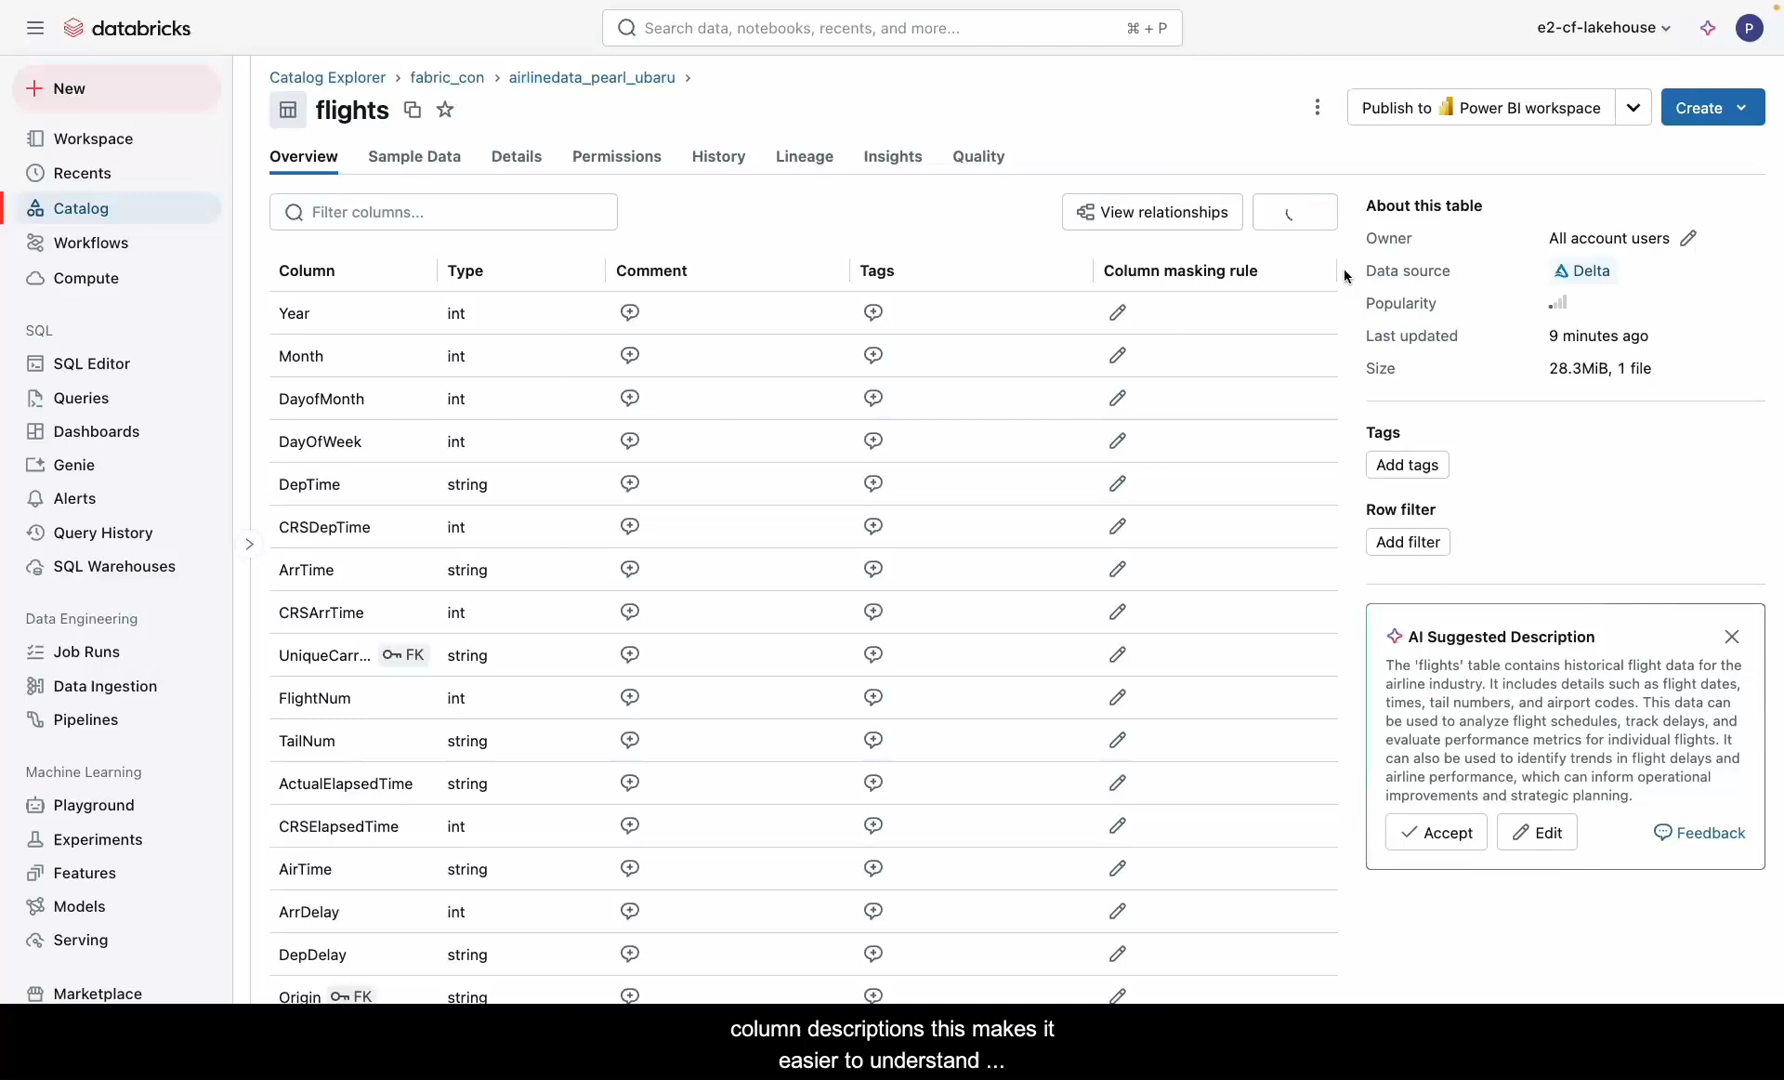 databricks
Search data, notebooks, recents, and more...
⌘ + P
e2-cf-lakehouse
P
New
Workspace
Recents
Catalog
Workflows
Compute
SQL
SQL Editor
Queries
Dashboards
Genie
Alerts
Query History
SQL Warehouses
Data Engineering
Job Runs
Data Ingestion
Pipelines
Machine Learning
Playground
Experiments
Features
Models
Serving
Marketplace
Catalog Explorer > fabric_con > airlinedata_pearl_ubaru >
flights
Publish to Power BI workspace
Create
Overview Sample Data Details Permissions History Lineage Insights Quality
Filter columns...
View relationships
Column Type Comment Tags Column masking rule
Year int
Month int
DayofMonth int
DayOfWeek int
DepTime string
CRSDepTime int
ArrTime string
CRSArrTime int
UniqueCarr... FK string
FlightNum int
TailNum string
ActualElapsedTime string
CRSElapsedTime int
AirTime string
ArrDelay int
DepDelay string
Origin FK string
About this table
Owner All account users
Data source Delta
Popularity
Last updated 9 minutes ago
Size 28.3MiB, 1 file
Tags
Add tags
Row filter
Add filter
AI Suggested Description
The 'flights' table contains historical flight data for the
airline industry. It includes details such as flight dates,
times, tail numbers, and airport codes. This data can
be used to analyze flight schedules, track delays, and
evaluate performance metrics for individual flights. It
can also be used to identify trends in flight delays and
airline performance, which can inform operational
improvements and strategic planning.
Accept Edit Feedback
column descriptions this makes it
easier to understand ...